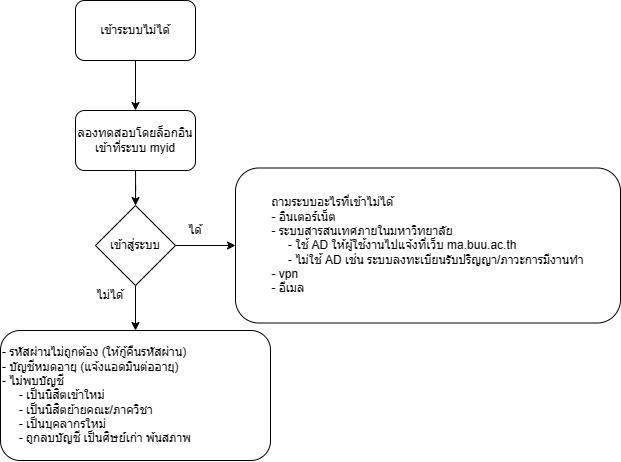 เข้าระบบไม่ได้
ลองทดสอบโดยล็อกอิน
เข้าที่ระบบ myid
เข้าสู่ระบบ
ได้
ถามระบบอะไรที่เข้าไม่ได้
- อินเตอร์เน็ต
- ระบบสารสนเทศภายในมหาวิทยาลัย
- ใช้ AD ให้ผู้ใช้งานไปแจ้งที่เว็บ ma.buu.ac.th
- ไม่ใช้ AD เช่น ระบบลงทะเบียนรับปริญญา/ภาวะการมีงานทำ
- vpn
- อีเมล
ไม่ได้
- รหัสผ่านไม่ถูกต้อง (ให้กู้คืนรหัสผ่าน)
- บัญชีหมดอายุ (แจ้งแอดมินต่ออายุ)
- ไม่พบบัญชี
- เป็นนิสิตเข้าใหม่
- เป็นนิสิตย้ายคณะ/ภาควิชา
- เป็นบุคลากรใหม่
- ถูกลบบัญชี เป็นศิษย์เก่า พ้นสภาพ